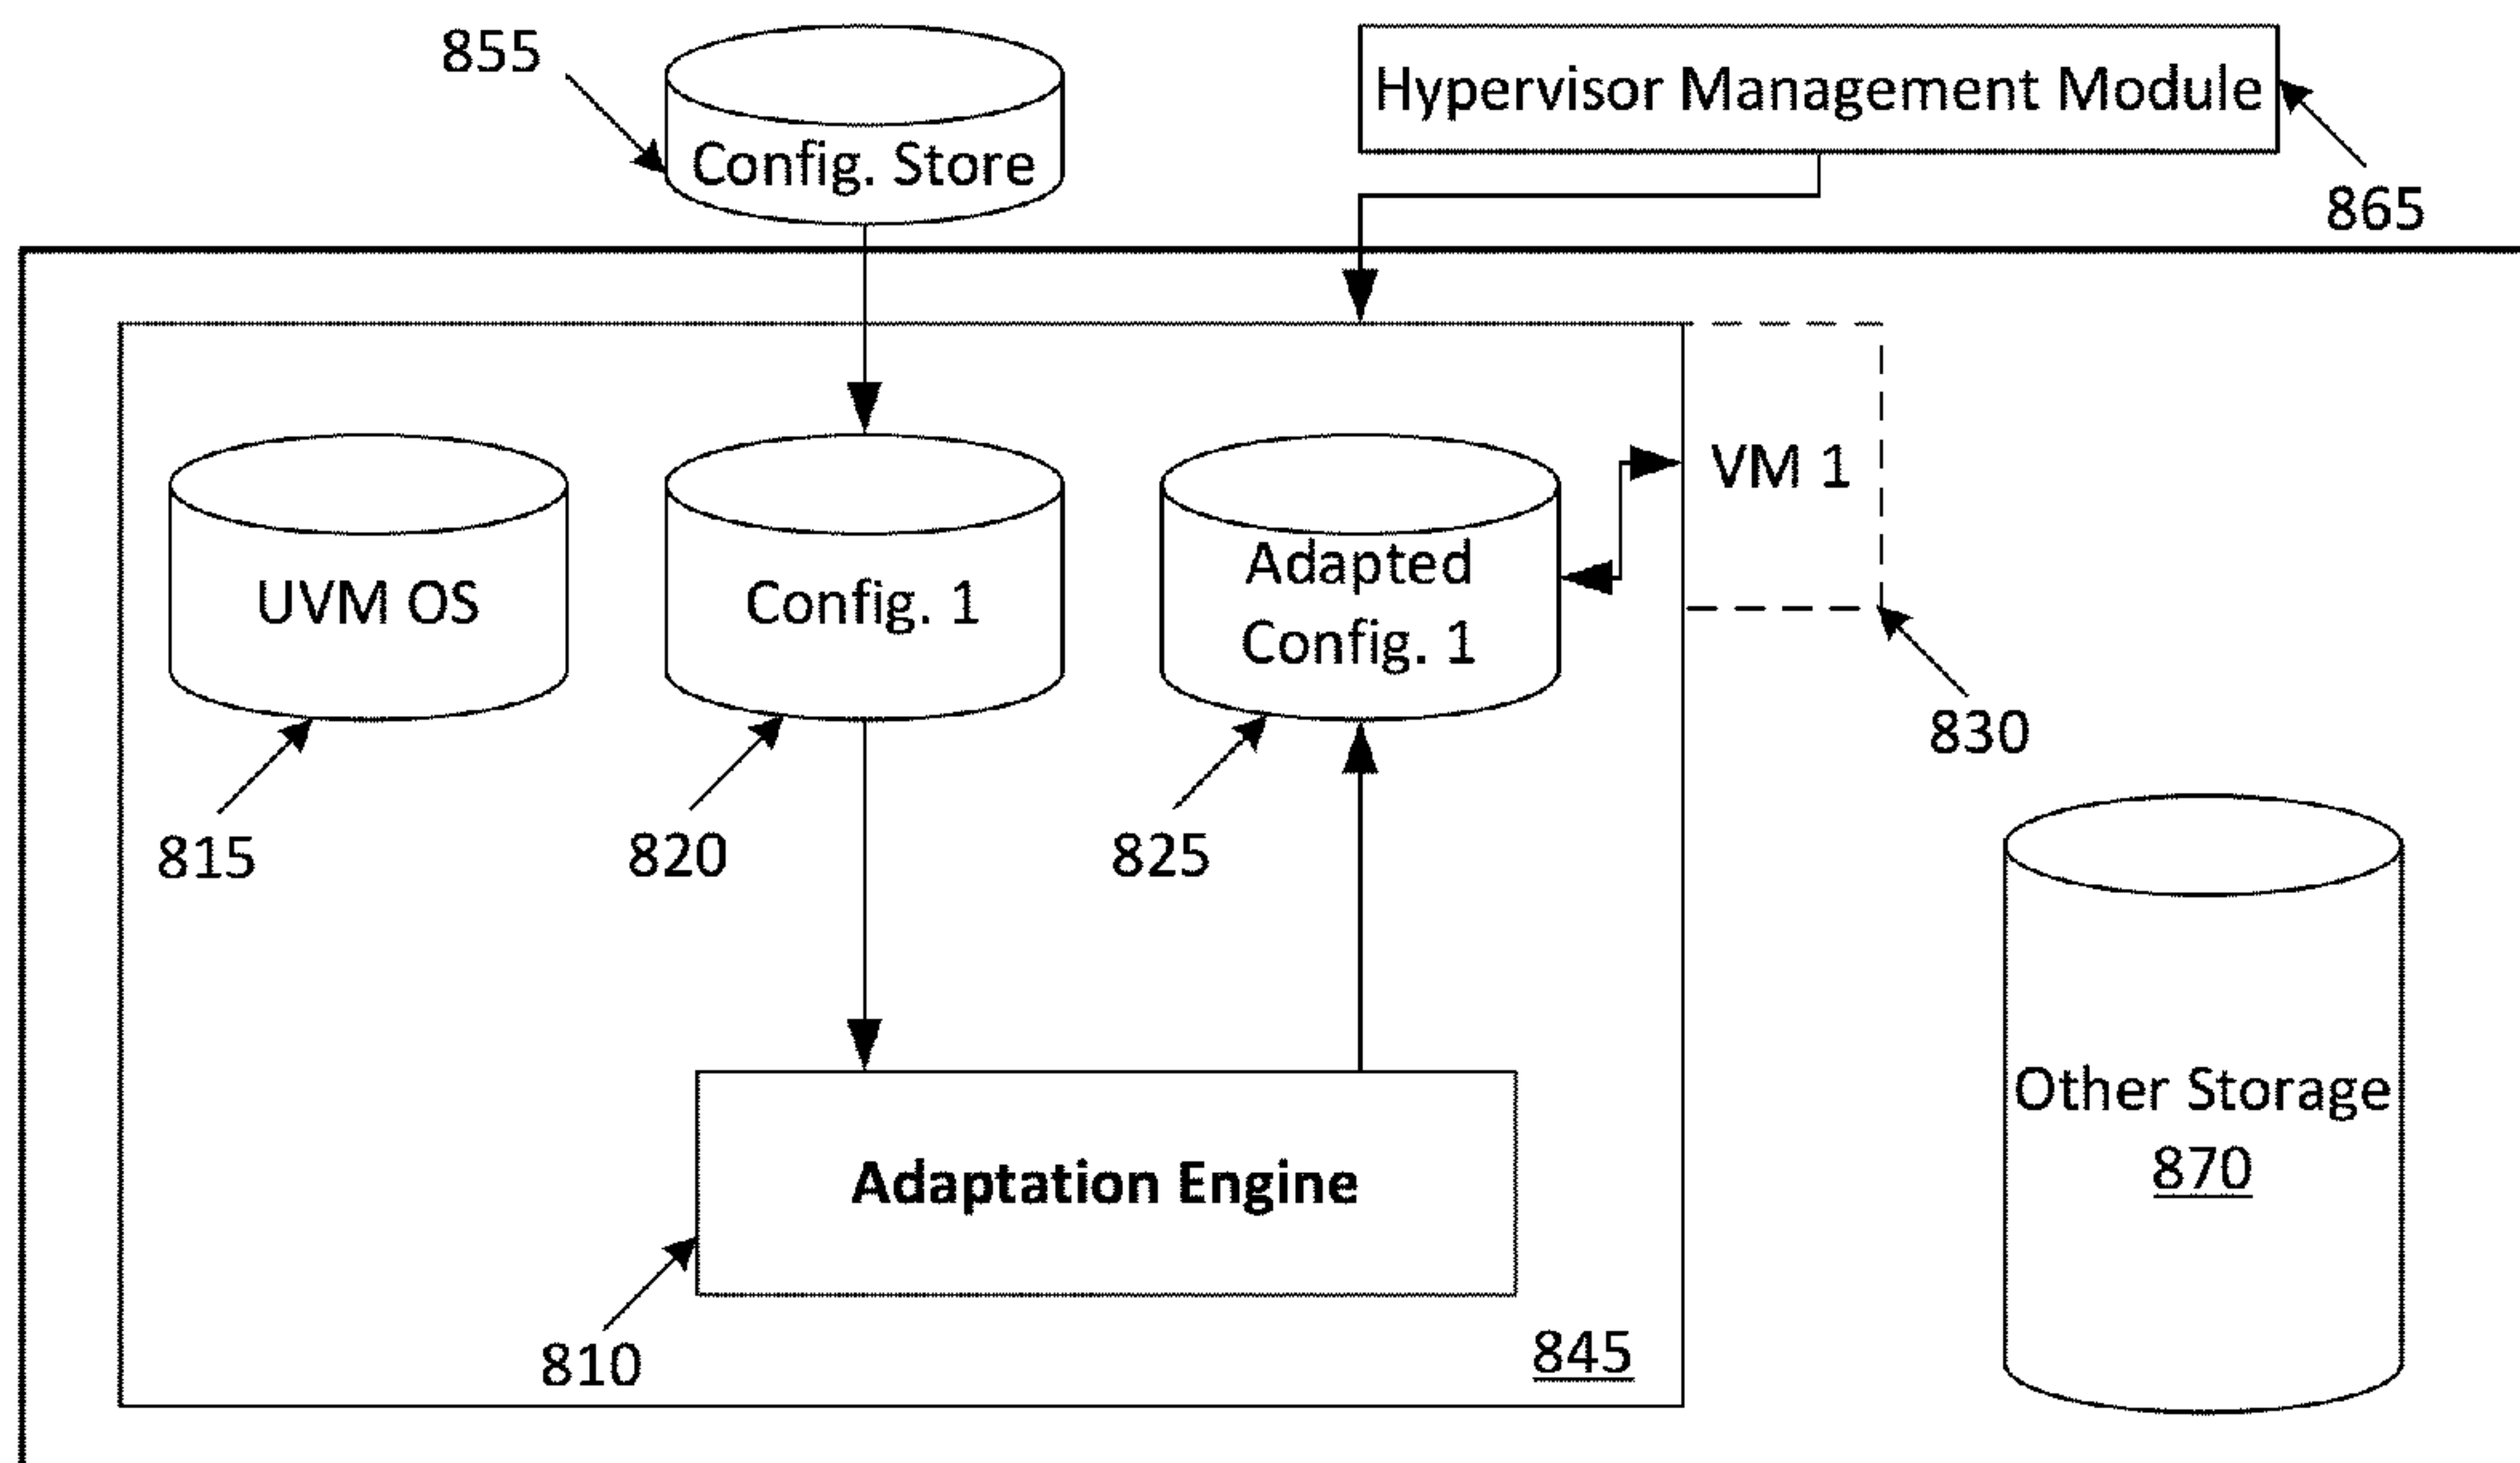 855
Config. Store
Hypervisor Management Module
865
UVM OS
Config. 1
Adapted
Config. 1
VM 1
815
820
825
830
Other Storage
870
Adaptation Engine
810
845